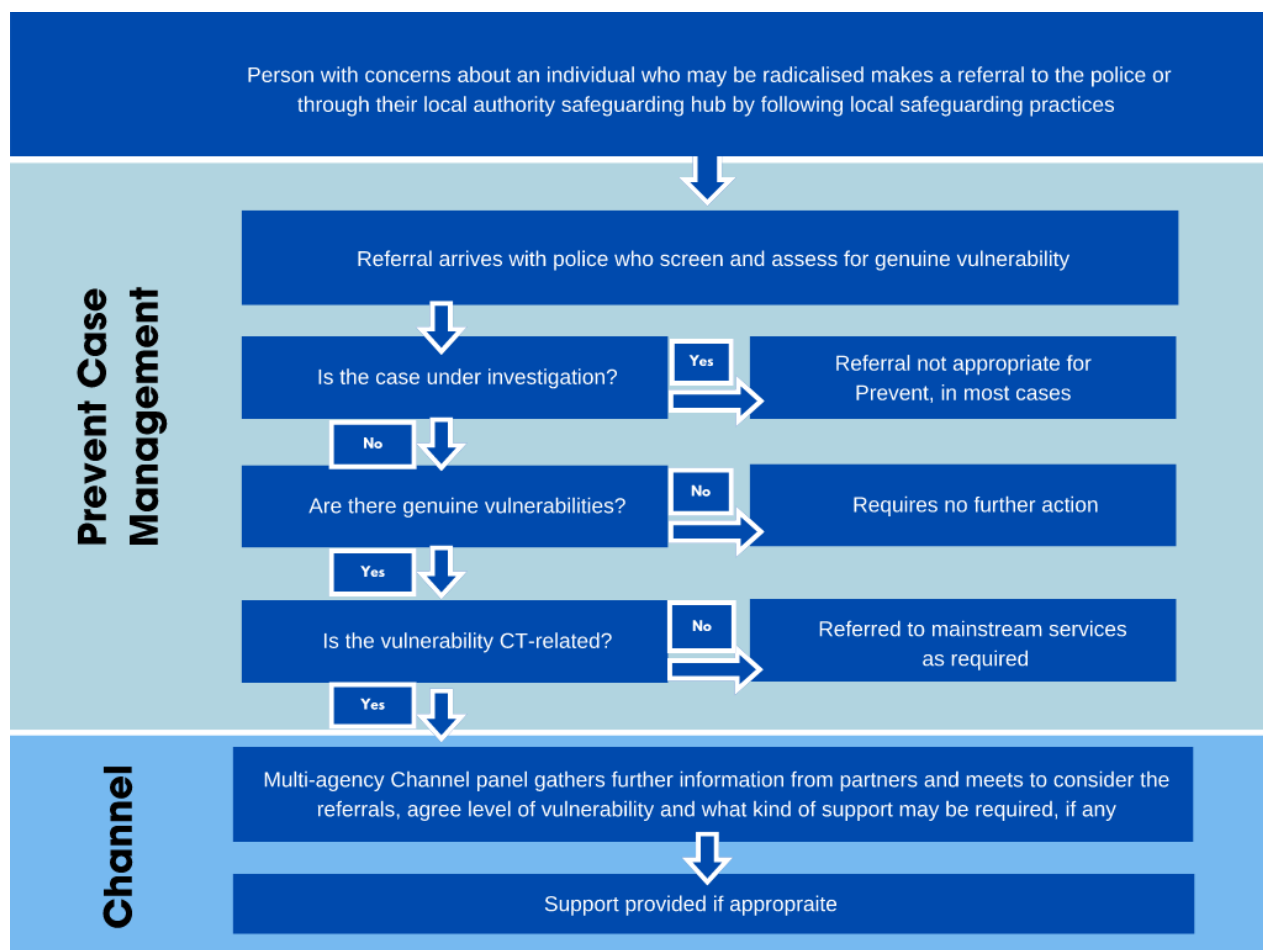 Person with concerns about an individual who may be radicalised makes a referral to the police or
through their local authority safeguarding hub by following local safeguarding practices
Prevent Case
Management
Referral arrives with police who screen and assess for genuine vulnerability
Is the case under investigation?
Yes
Referral not appropriate for
Prevent, in most cases
No
Are there genuine vulnerabilities?
No
Requires no further action
Yes
Is the vulnerability CT-related?
No
Referred to mainstream services
as required
Yes
Channel
Multi-agency Channel panel gathers further information from partners and meets to consider the
referrals, agree level of vulnerability and what kind of support may be required, if any
Support provided if appropraite